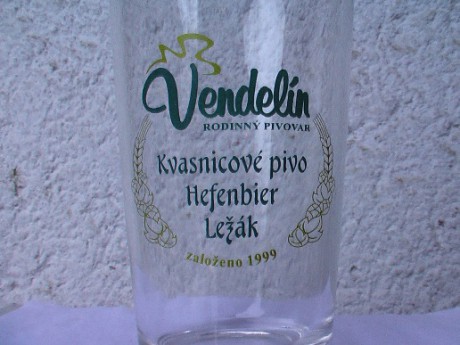 Vendelín
RODINNÝ PIVOVAR
Kvasnicové pivo
Hefenbier
Ležák
založeno 1999